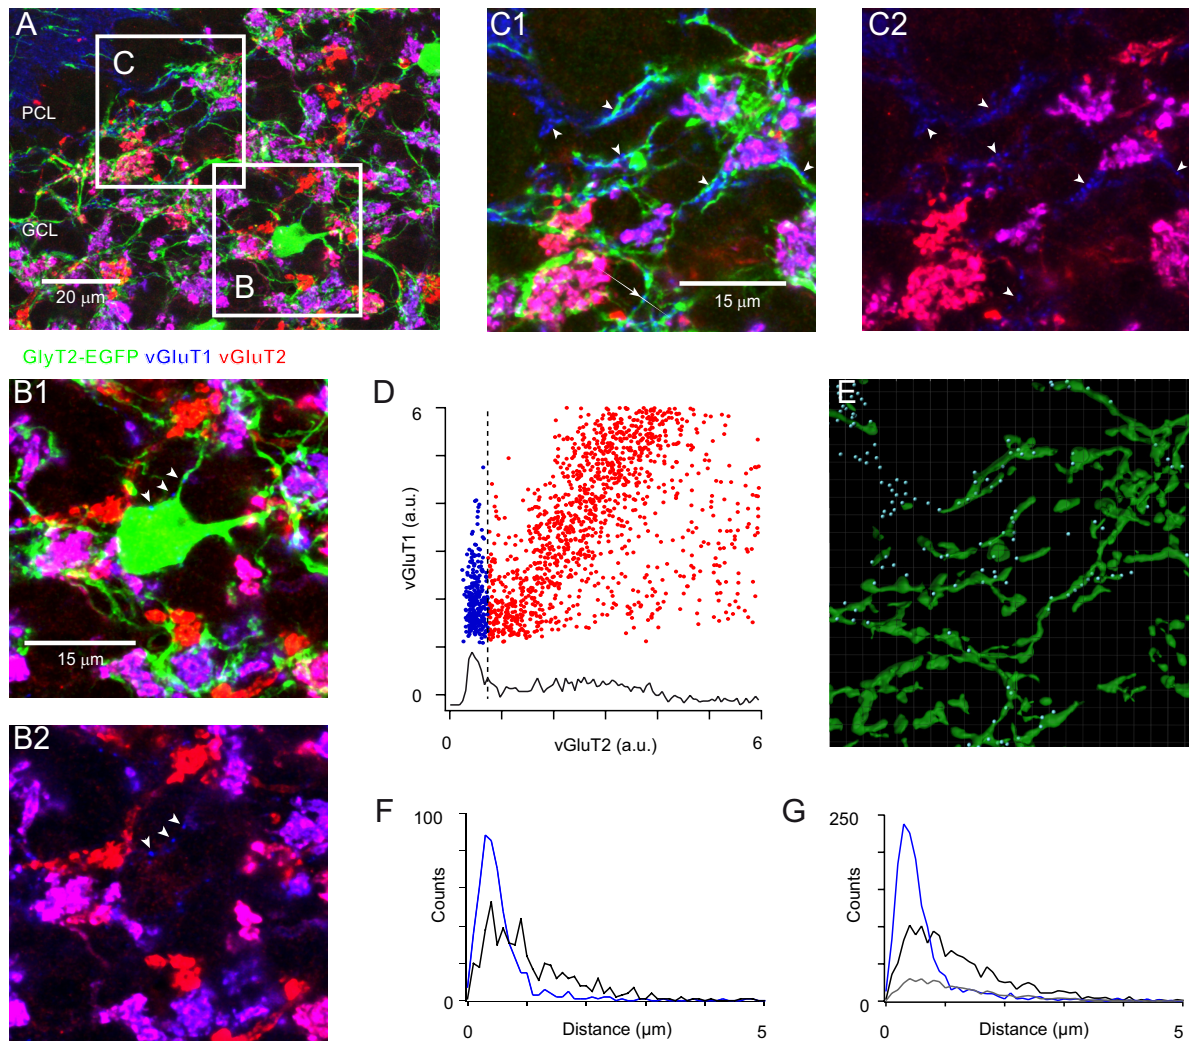 A
C
PCL
GCL
B
20 μm
C1
15 μm
C2
GlyT2-EGFP vGluT1 vGluT2
B1
15 μm
B2
D
6
vGluT1 (a.u.)
0
0
vGluT2 (a.u.)
6
E
F
100
Counts
0
0
Distance (μm)
5
G
250
Counts
0
0
Distance (μm)
5